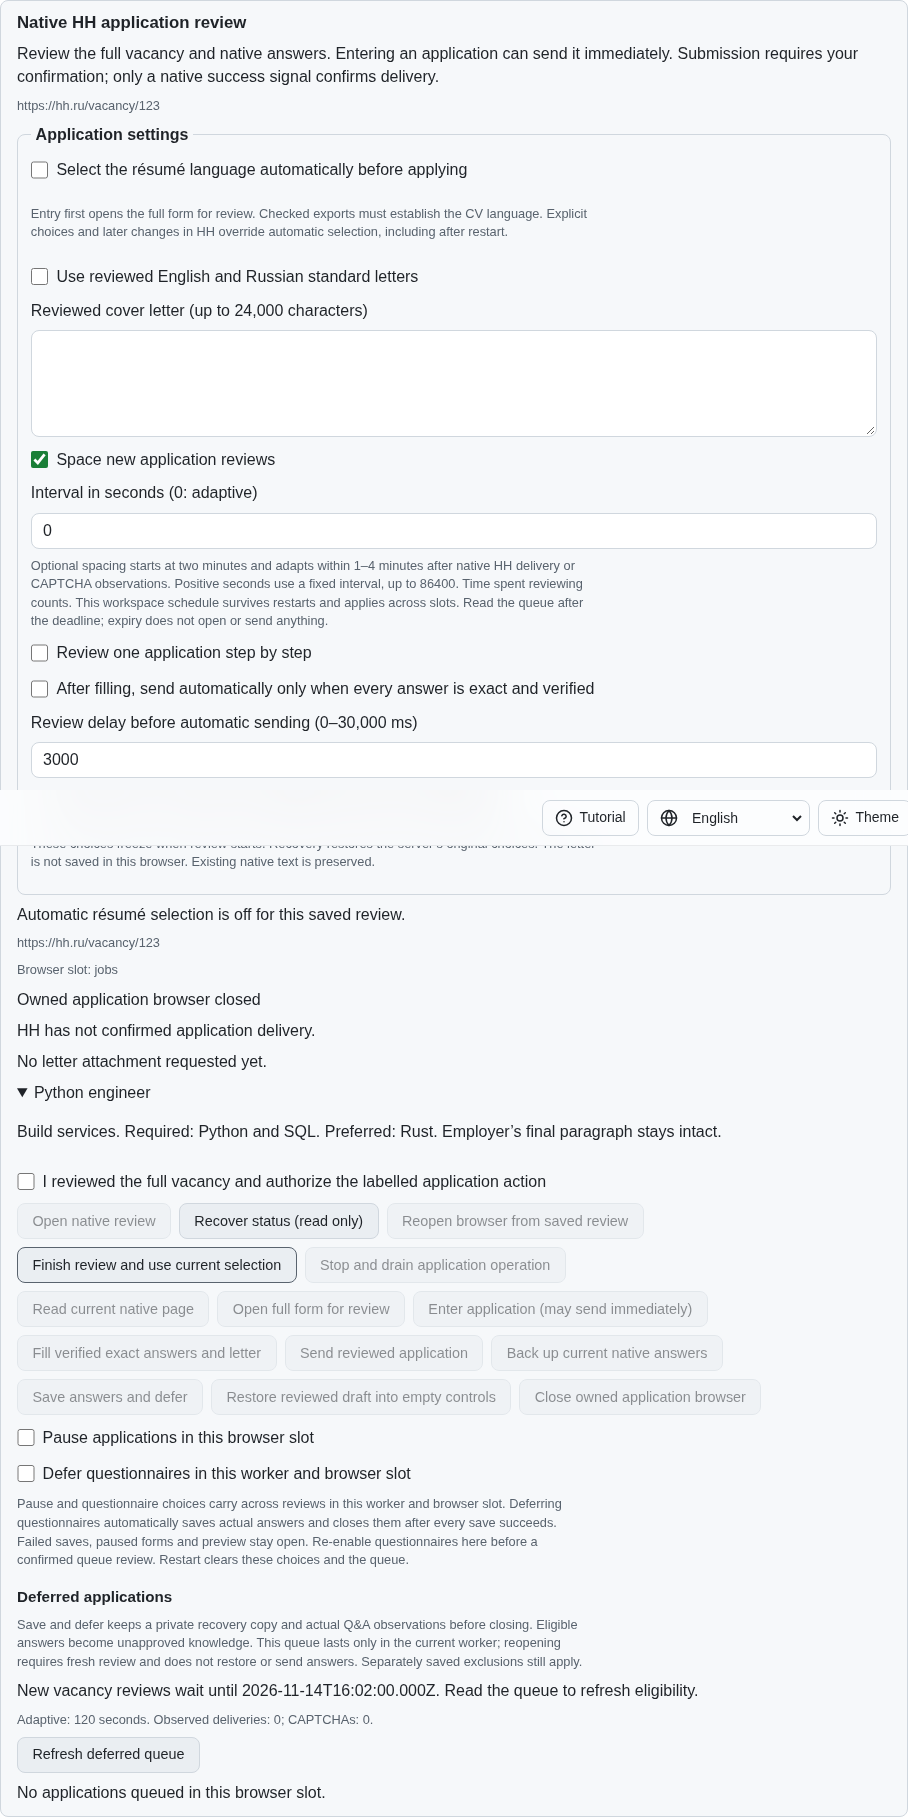 Native HH application review
Review the full vacancy and native answers. Entering an application can send it immediately. Submission requires your
confirmation; only a native success signal confirms delivery.
https://hh.ru/vacancy/123
Application settings
Select the résumé language automatically before applying
Entry first opens the full form for review. Checked exports must establish the CV language. Explicit
choices and later changes in HH override automatic selection, including after restart.
Use reviewed English and Russian standard letters
Reviewed cover letter (up to 24,000 characters)
Space new application reviews
Interval in seconds (0: adaptive)
0
Optional spacing starts at two minutes and adapts within 1–4 minutes after native HH delivery or
CAPTCHA observations. Positive seconds use a fixed interval, up to 86400. Time spent reviewing
counts. This workspace schedule survives restarts and applies across slots. Read the queue after
the deadline; expiry does not open or send anything.
Review one application step by step
After filling, send automatically only when every answer is exact and verified
Review delay before automatic sending (0–30,000 ms)
3000
Tutorial
English
Theme
These choices freeze when review starts. Recovery restores the server's original choices. The letter
is not saved in this browser. Existing native text is preserved.
Automatic résumé selection is off for this saved review.
https://hh.ru/vacancy/123
Browser slot: jobs
Owned application browser closed
HH has not confirmed application delivery.
No letter attachment requested yet.
Python engineer
Build services. Required: Python and SQL. Preferred: Rust. Employer’s final paragraph stays intact.
I reviewed the full vacancy and authorize the labelled application action
Open native review
Recover status (read only)
Reopen browser from saved review
Finish review and use current selection
Stop and drain application operation
Read current native page
Open full form for review
Enter application (may send immediately)
Fill verified exact answers and letter
Send reviewed application
Back up current native answers
Save answers and defer
Restore reviewed draft into empty controls
Close owned application browser
Pause applications in this browser slot
Defer questionnaires in this worker and browser slot
Pause and questionnaire choices carry across reviews in this worker and browser slot. Deferring
questionnaires automatically saves actual answers and closes them after every save succeeds.
Failed saves, paused forms and preview stay open. Re-enable questionnaires here before a
confirmed queue review. Restart clears these choices and the queue.
Deferred applications
Save and defer keeps a private recovery copy and actual Q&A observations before closing. Eligible
answers become unapproved knowledge. This queue lasts only in the current worker; reopening
requires fresh review and does not restore or send answers. Separately saved exclusions still apply.
New vacancy reviews wait until 2026-11-14T16:02:00.000Z. Read the queue to refresh eligibility.
Adaptive: 120 seconds. Observed deliveries: 0; CAPTCHAs: 0.
Refresh deferred queue
No applications queued in this browser slot.